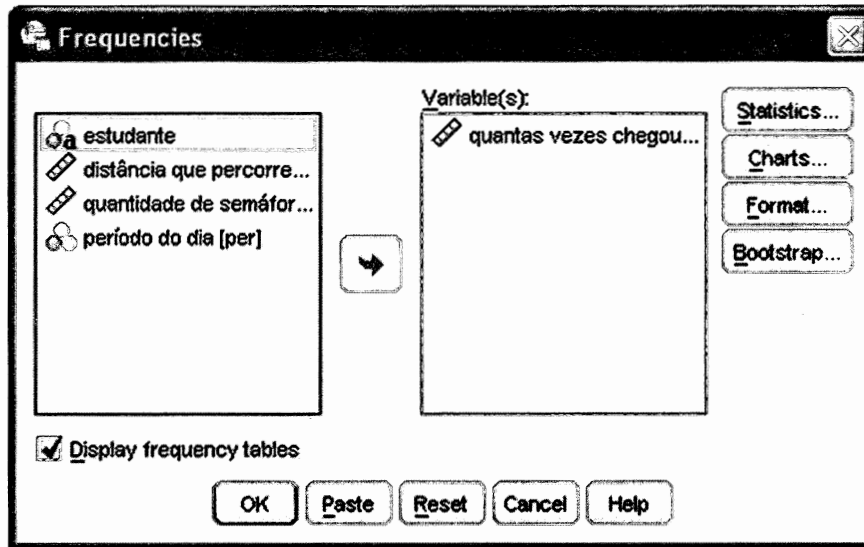 Frequencies
estudante
distância que percorre...
quantidade de semáfor...
período do dia [per]
Variable(s):
quantas vezes chegou...
Statistics...
Charts...
Format...
Bootstrap...
Display frequency tables
OK
Paste
Reset
Cancel
Help